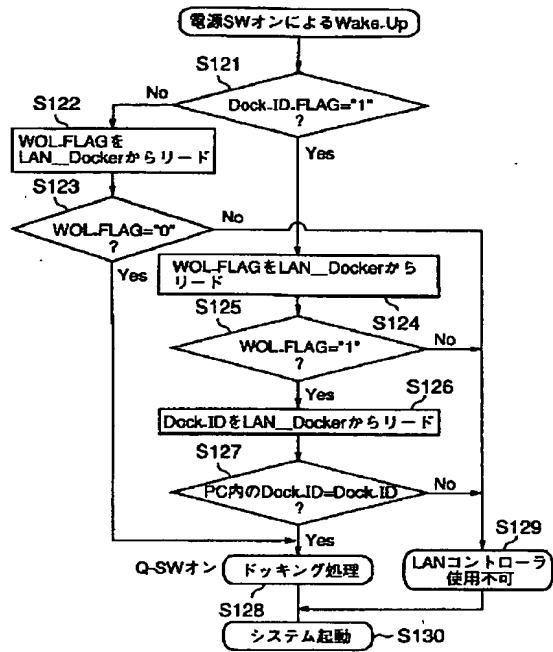 電源SWオンによるWake-Up
S121
Dock-ID-FLAG="1"
?
No
Yes
S122
WOL-FLAGを
LAN__Dockerからリード
S123
WOL-FLAG="0"
?
No
Yes
WOL-FLAGをLAN__Dockerから
リード
S124
S125
WOL-FLAG="1"
?
No
Yes
S126
Dock-IDをLAN__Dockerからリード
S127
PC内のDock-ID=Dock-ID
?
No
Yes
S129
LANコントローラ
使用不可
Q-SWオン
ドッキング処理
S128
システム起動
S130